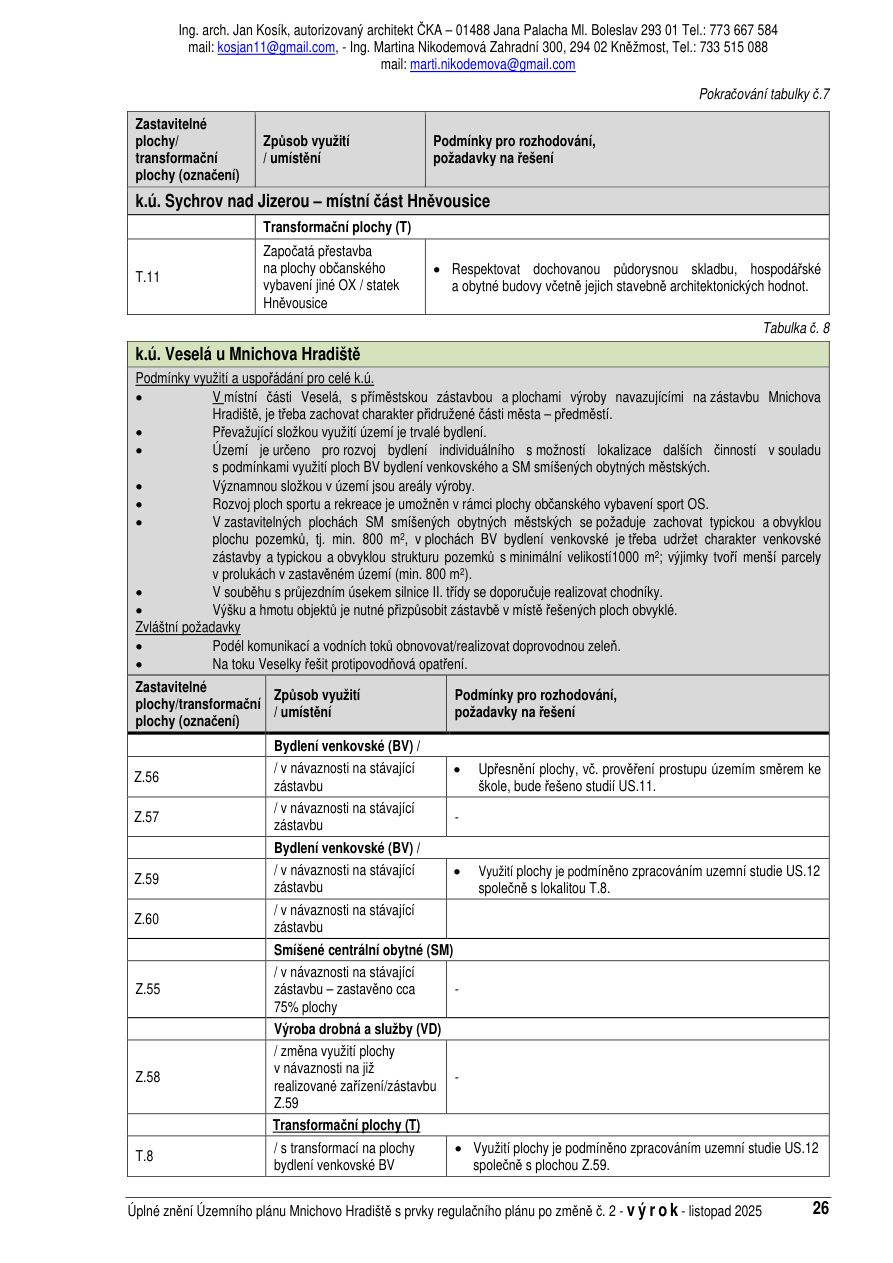 Ing. arch. Jan Kosík, autorizovaný architekt ČKA – 01488 Jana Palacha Ml. Boleslav 293 01 Tel.: 773 667 584
mail: kosjan11@gmail.com, - Ing. Martina Nikodemová Zahradní 300, 294 02 Kněžmost, Tel.: 733 515 088
mail: marti.nikodemova@gmail.com
Pokračování tabulky č.7
Zastavitelné
plochy/
transformační
plochy (označení)
Způsob využití
/ umístění
Podmínky pro rozhodování,
požadavky na řešení
k.ú. Sychrov nad Jizerou – místní část Hněvousice
Transformační plochy (T)
T.11
Započatá přestavba
na plochy občanského
vybavení jiné OX / statek
Hněvousice
• Respektovat dochovanou půdorysnou skladbu, hospodářské
a obytné budovy včetně jejich stavebně architektonických hodnot.
Tabulka č. 8
k.ú. Veselá u Mnichova Hradiště
Podmínky využití a uspořádání pro celé k.ú.
• V místní části Veselá, s příměstskou zástavbou a plochami výroby navazujícími na zástavbu Mnichova
Hradiště, je třeba zachovat charakter přidružené části města – předměstí.
• Převažující složkou využití území je trvalé bydlení.
• Území je určeno pro rozvoj bydlení individuálního s možností lokalizace dalších činností v souladu
s podmínkami využití ploch BV bydlení venkovského a SM smíšených obytných městských.
• Významnou složkou v území jsou areály výroby.
• Rozvoj ploch sportu a rekreace je umožněn v rámci plochy občanského vybavení sport OS.
• V zastavitelných plochách SM smíšených obytných městských se požaduje zachovat typickou a obvyklou
plochu pozemků, tj. min. 800 m², v plochách BV bydlení venkovské je třeba udržet charakter venkovské
zástavby a typickou a obvyklou strukturu pozemků s minimální velikostí1000 m²; výjimky tvoří menší parcely
v prolukách v zastavěném území (min. 800 m²).
• V souběhu s průjezdním úsekem silnice II. třídy se doporučuje realizovat chodníky.
• Výšku a hmotu objektů je nutné přizpůsobit zástavbě v místě řešených ploch obvyklé.
Zvláštní požadavky
• Podél komunikací a vodních toků obnovovat/realizovat doprovodnou zeleň.
• Na toku Veselky řešit protipovodňová opatření.
Zastavitelné
plochy/transformační
plochy (označení)
Způsob využití
/ umístění
Podmínky pro rozhodování,
požadavky na řešení
Bydlení venkovské (BV) /
Z.56
/ v návaznosti na stávající
zástavbu
• Upřesnění plochy, vč. prověření prostupu územím směrem ke
škole, bude řešeno studií US.11.
Z.57
/ v návaznosti na stávající
zástavbu
-
Bydlení venkovské (BV) /
Z.59
/ v návaznosti na stávající
zástavbu
• Využití plochy je podmíněno zpracováním uzemní studie US.12
společně s lokalitou T.8.
Z.60
/ v návaznosti na stávající
zástavbu
Smíšené centrální obytné (SM)
Z.55
/ v návaznosti na stávající
zástavbu – zastavěno cca
75% plochy
-
Výroba drobná a služby (VD)
Z.58
/ změna využití plochy
v návaznosti na již
realizované zařízení/zástavbu
Z.59
-
Transformační plochy (T)
T.8
/ s transformací na plochy
bydlení venkovské BV
• Využití plochy je podmíněno zpracováním uzemní studie US.12
společně s plochou Z.59.
Úplné znění Územního plánu Mnichovo Hradiště s prvky regulačního plánu po změně č. 2 - v ý r o k - listopad 2025
26